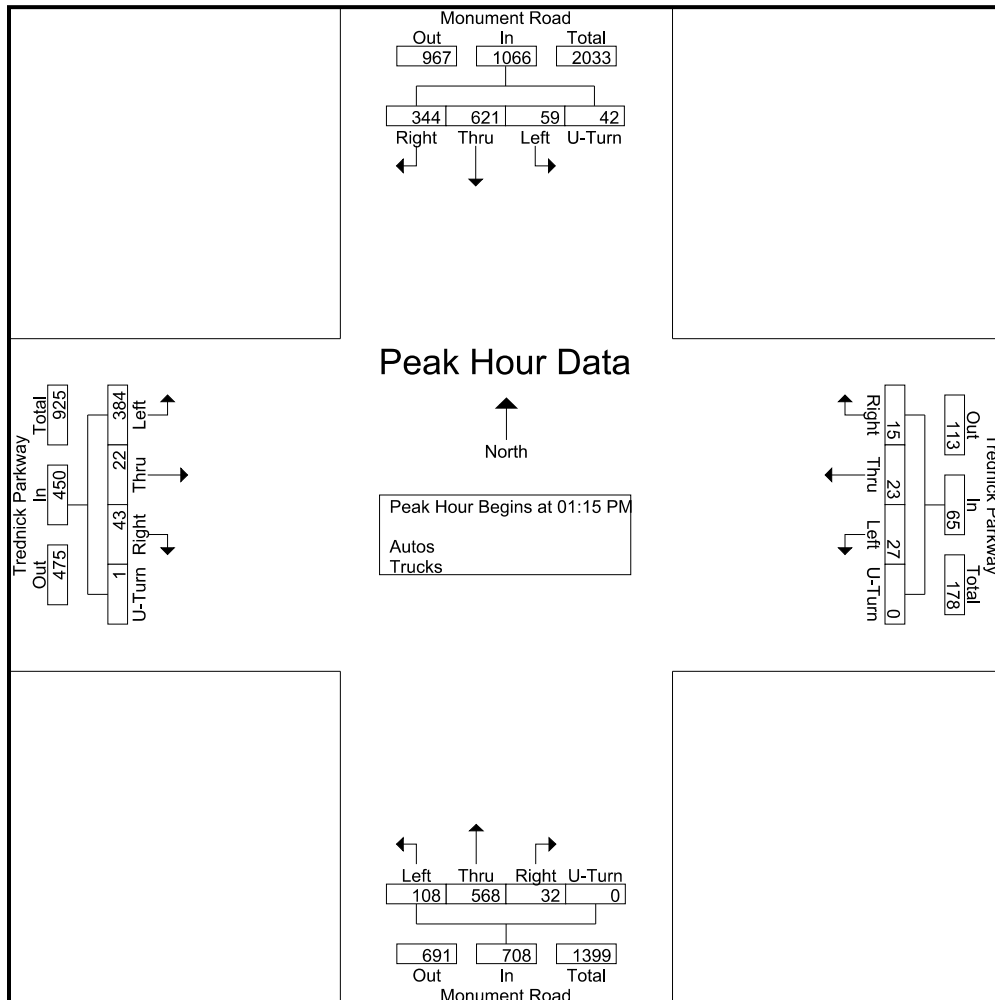 Monument Road
Out In Total
967 1066 2033
344 621 59 42
Right Thru Left U-Turn
Peak Hour Data
North
Peak Hour Begins at 01:15 PM
Autos
Trucks
Trednick Parkway
Out In Total
475 450 925
1 43 22 384
U-Turn Right Thru Left
Trednick Parkway
Out In Total
113 65 178
15 23 27 0
Right Thru Left U-Turn
Left Thru Right U-Turn
108 568 32 0
691 708 1399
Out In Total
Monument Road